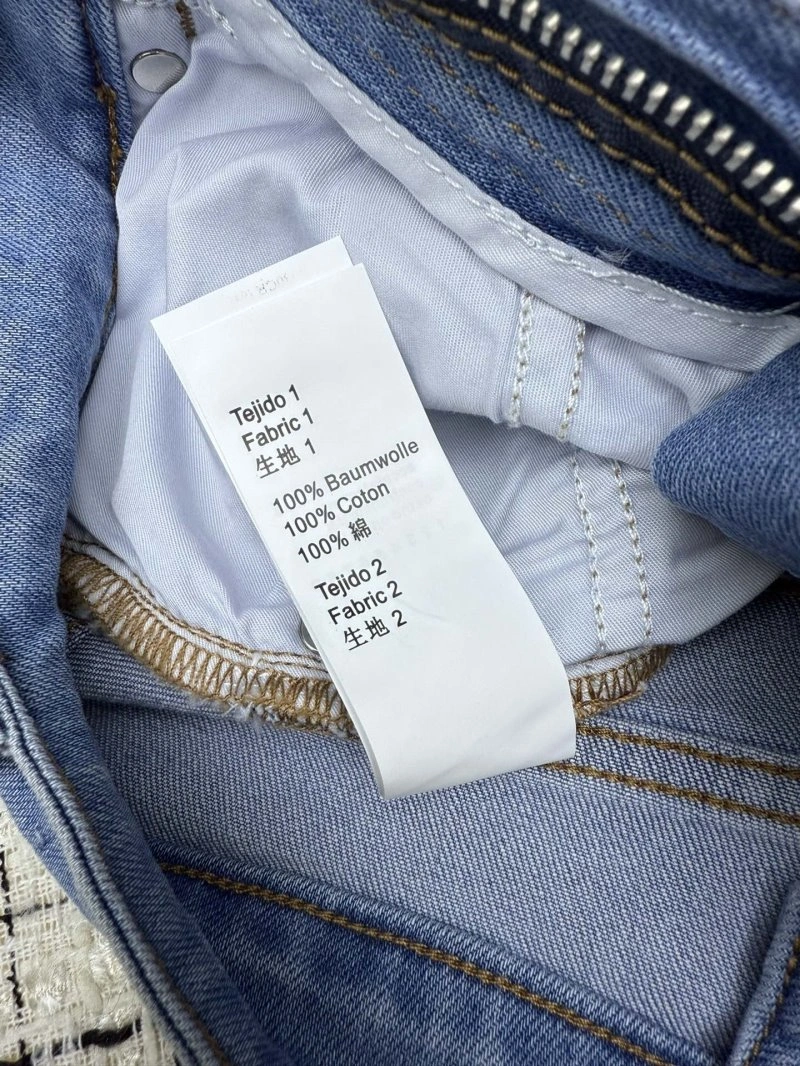 Tejido 1
Fabric 1
生地 1
100% Baumwolle
100% Coton
100% 綿
Tejido 2
Fabric 2
生地 2